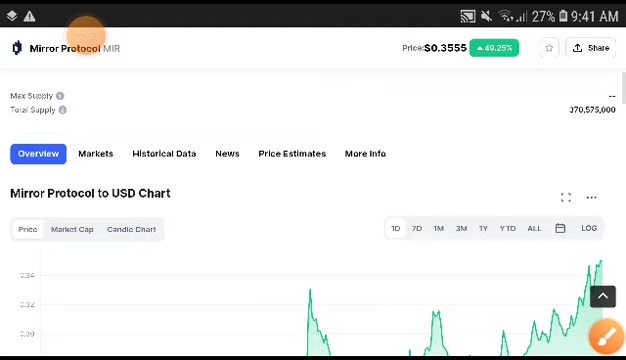 27% 9:41 AM
Mirror Protocol MIR
Price: $0.3555 49.25% Share
Max Supply --
Total Supply 370,575,000
Overview Markets Historical Data News Price Estimates More Info
Mirror Protocol to USD Chart
Price Market Cap Candle Chart 1D 7D 1M 3M 1Y YTD ALL LOG
0.34
0.32
0.30